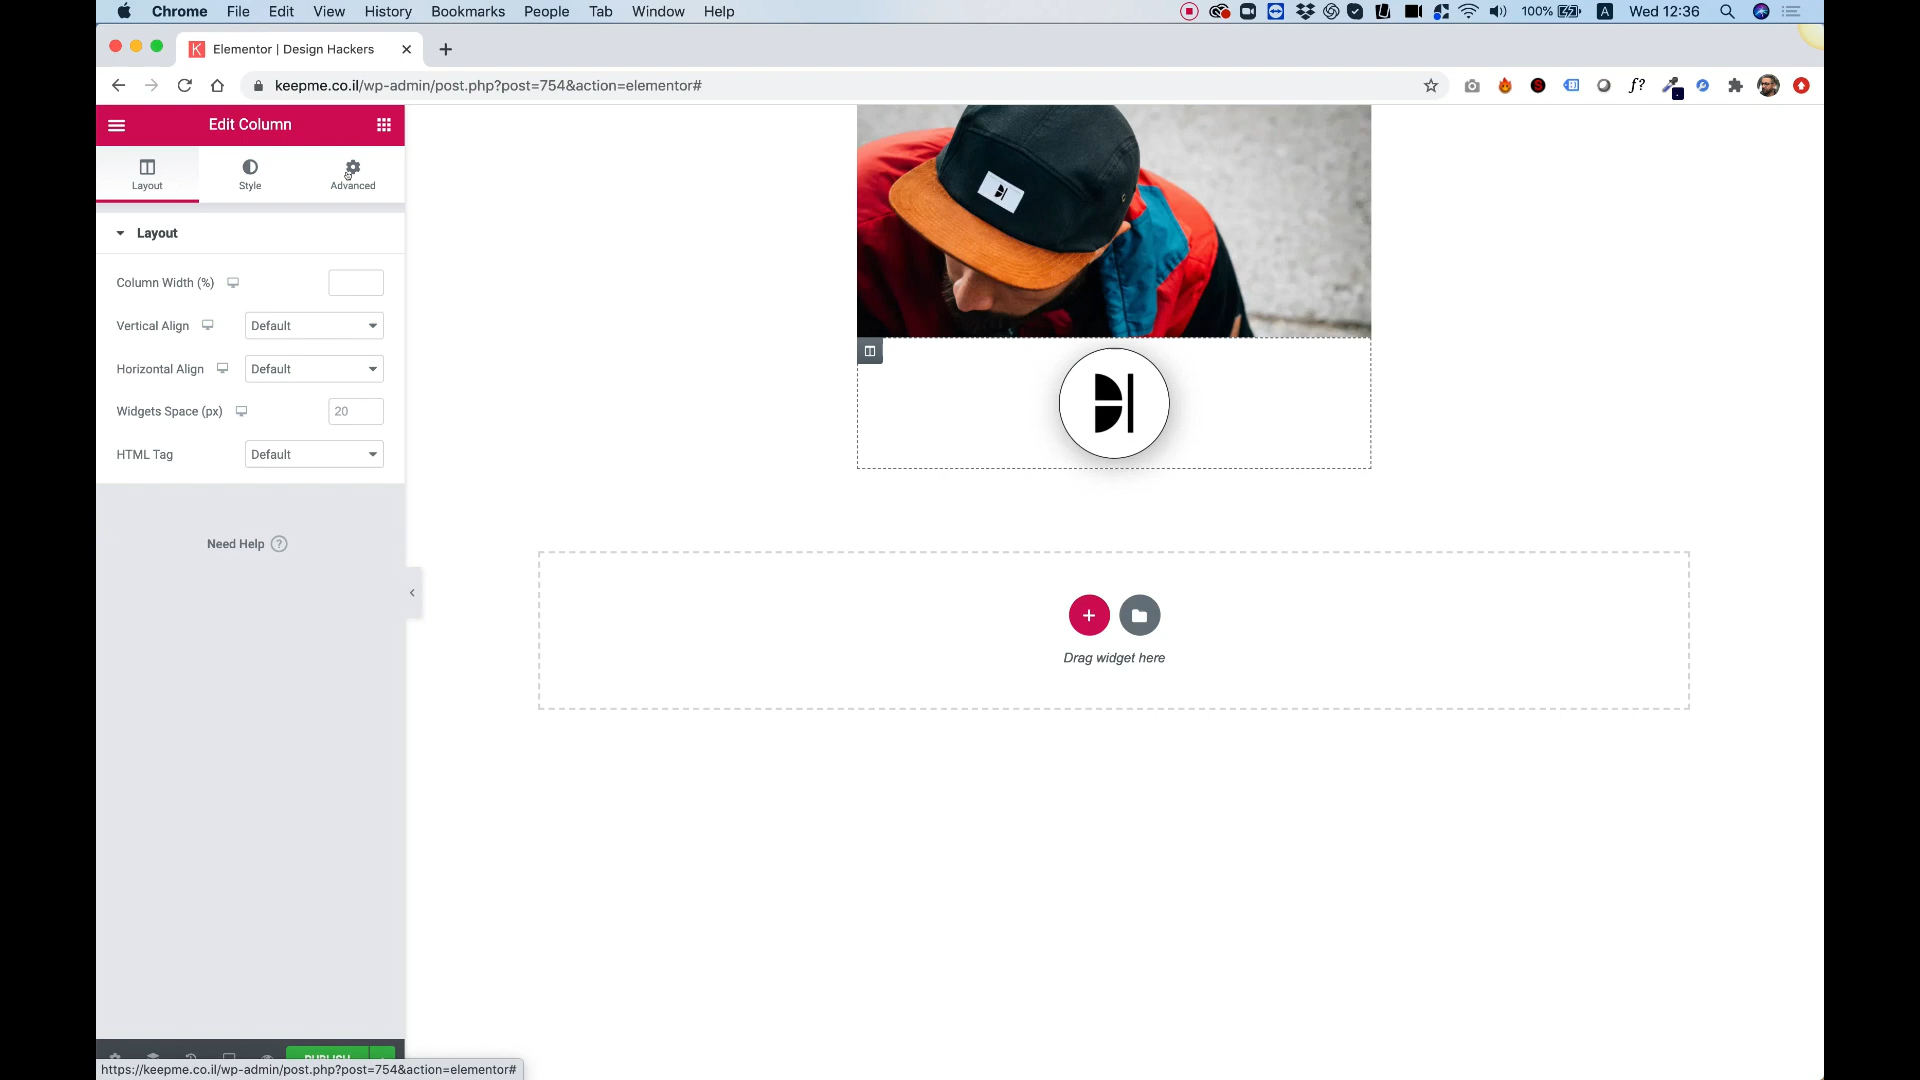 Chrome File Edit View History Bookmarks People Tab Window Help
100% A Wed 12:36
Elementor | Design Hackers
keepme.co.il/wp-admin/post.php?post=754&action=elementor#
f?
Edit Column
Layout Style Advanced
Layout
Column Width (%)
Vertical Align Default
Horizontal Align Default
Widgets Space (px) 20
HTML Tag Default
Need Help ?
Drag widget here
PUBLISH
https://keepme.co.il/wp-admin/post.php?post=754&action=elementor#